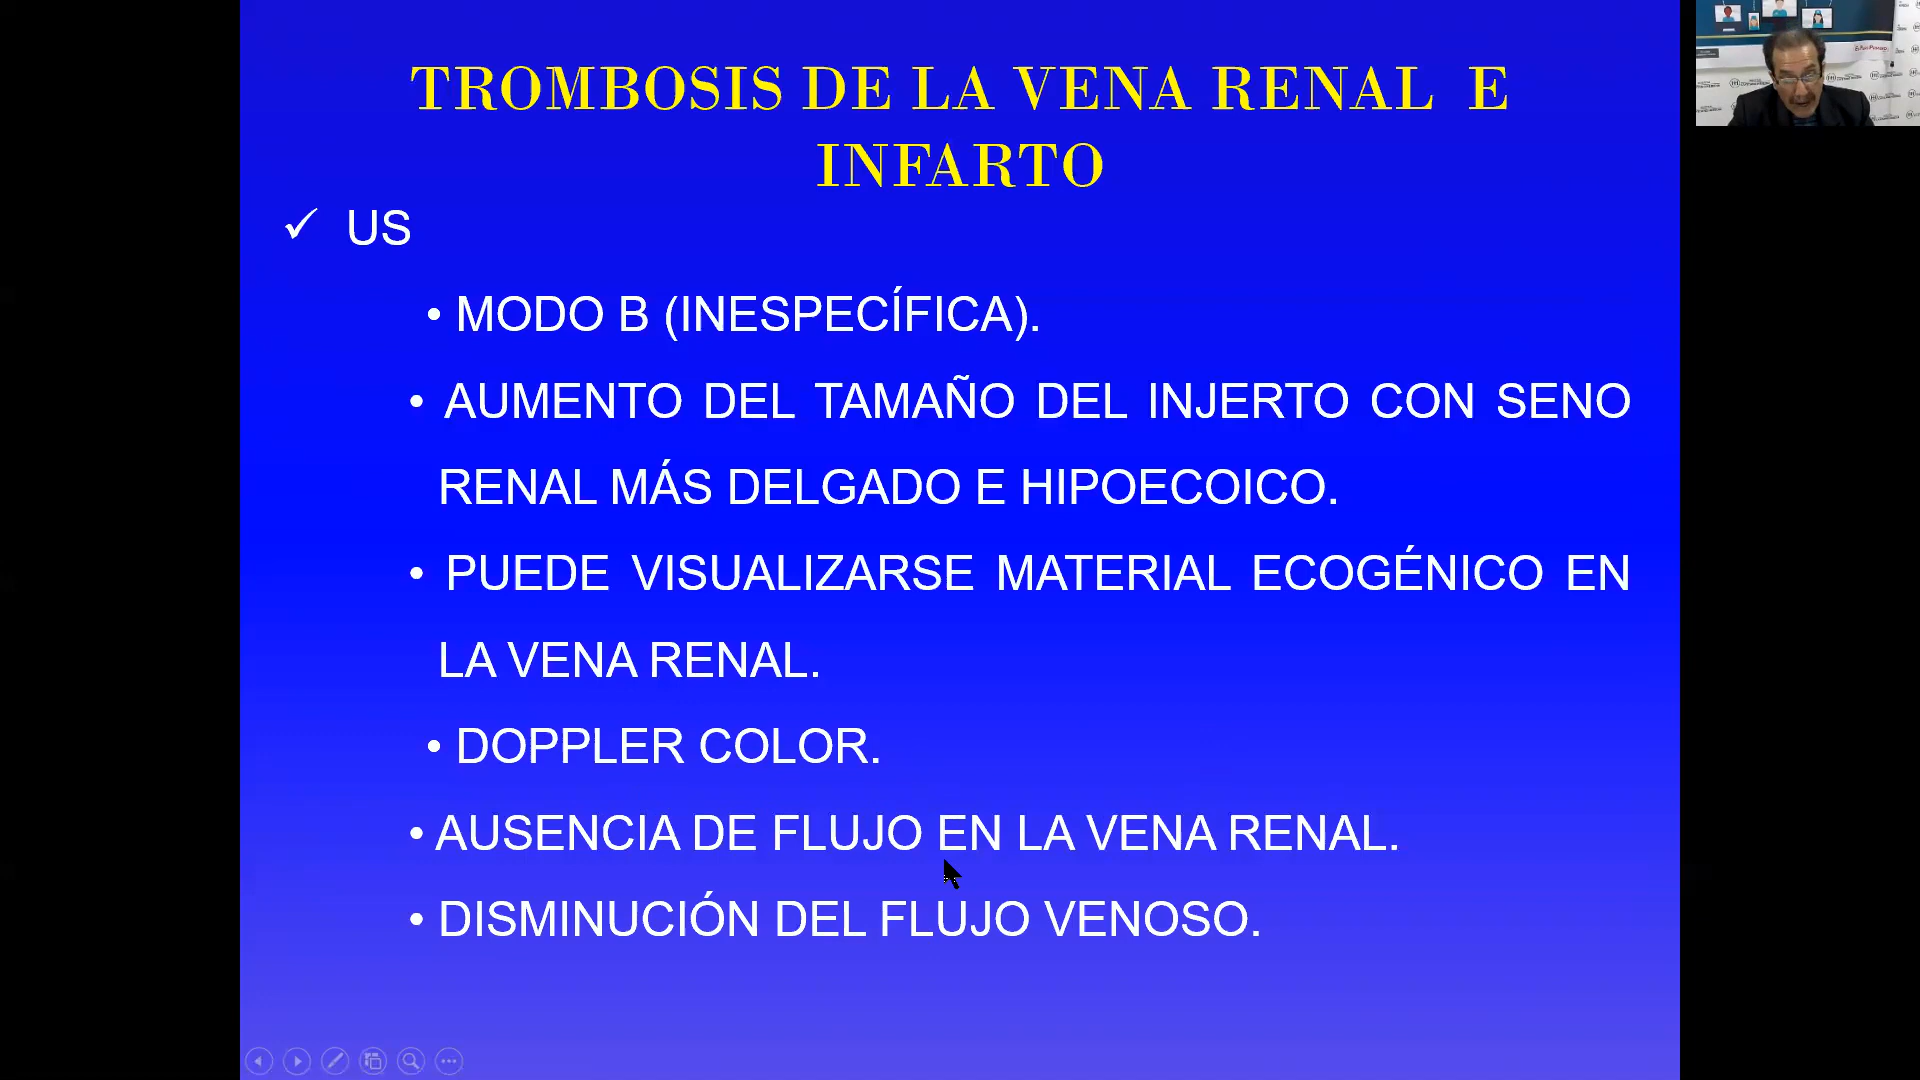 TROMBOSIS DE LA VENA RENAL E
INFARTO
✓ US
• MODO B (INESPECÍFICA).
• AUMENTO DEL TAMAÑO DEL INJERTO CON SENO
RENAL MÁS DELGADO E HIPOECOICO.
• PUEDE VISUALIZARSE MATERIAL ECOGÉNICO EN
LA VENA RENAL.
• DOPPLER COLOR.
• AUSENCIA DE FLUJO EN LA VENA RENAL.
• DISMINUCIÓN DEL FLUJO VENOSO.